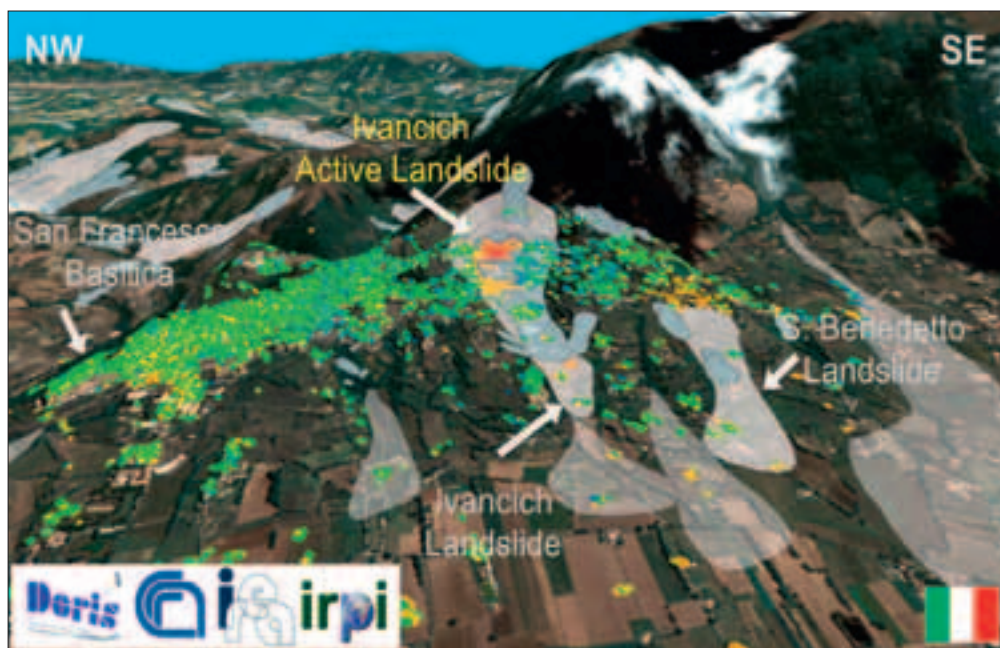 NW
SE
Ivancich
Active Landslide
San Francesco
Basilica
S. Benedetto
Landslide
Ivancich
Landslide
Doris
irpi